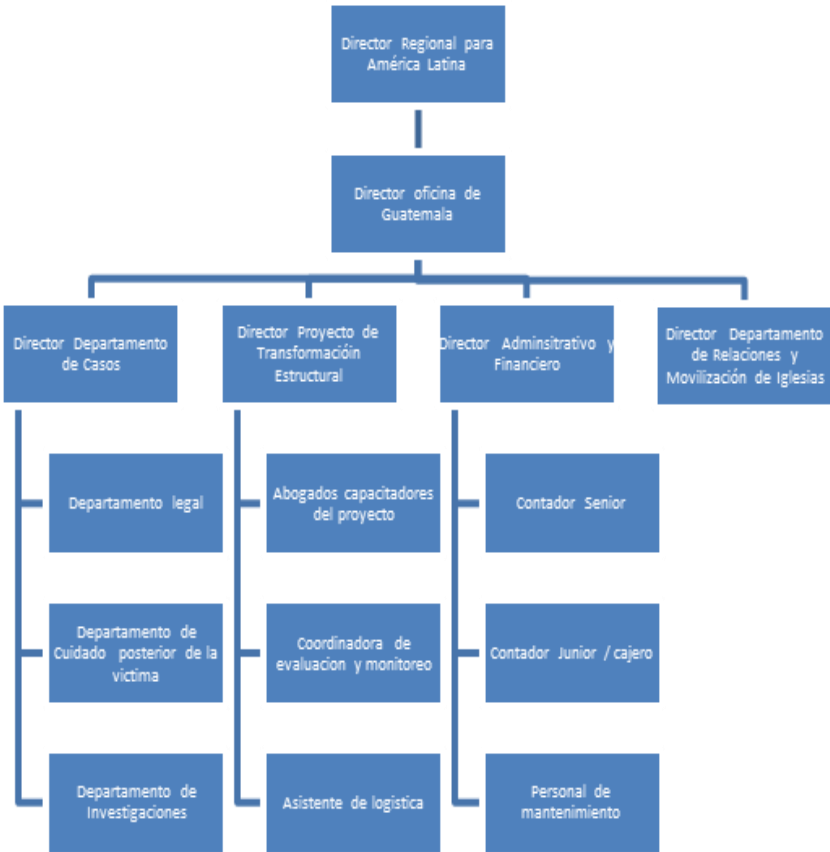 Director Regional para
América Latina
Director oficina de
Guatemala
Director Departamento
de Casos
Director Proyecto de
Transformacióin
Estructural
Director Adminsitrativo y
Financiero
Director Departamento
de Relaciones y
Movilización de Iglesias
Departamento legal
Abogados capacitadores
del proyecto
Contador Senior
Departamento de
Cuidado posterior de la
victima
Coordinadora de
evaluacion y monitoreo
Contador Junior / cajero
Departamento de
Investigaciones
Asistente de logistica
Personal de
mantenimiento